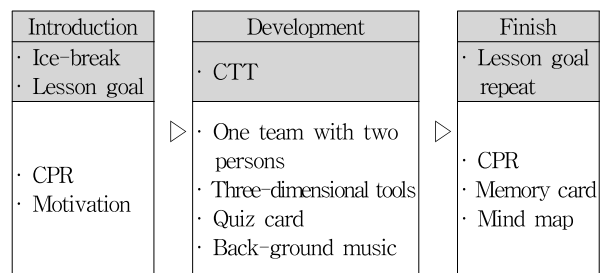 Introduction
· Ice-break
· Lesson goal
· CPR
· Motivation
Development
· CTT
· One team with two
persons
· Three-dimensional tools
· Quiz card
· Back-ground music
Finish
· Lesson goal
repeat
· CPR
· Memory card
· Mind map